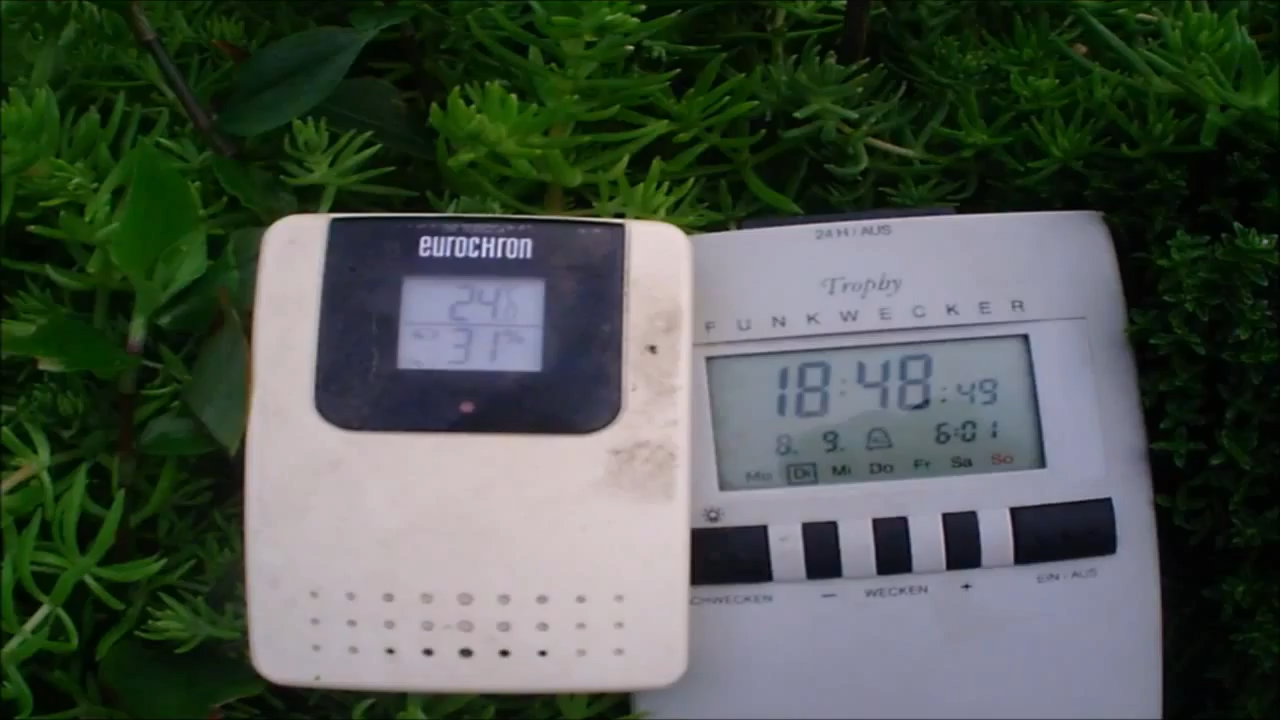 eurochron
24
31
24 H / AUS
Trophy
FUNKWECKER
18:48:49
8. 9. 6:01
Mo Di Mi Do Fr Sa So
WECKEN
− +
EIN / AUS